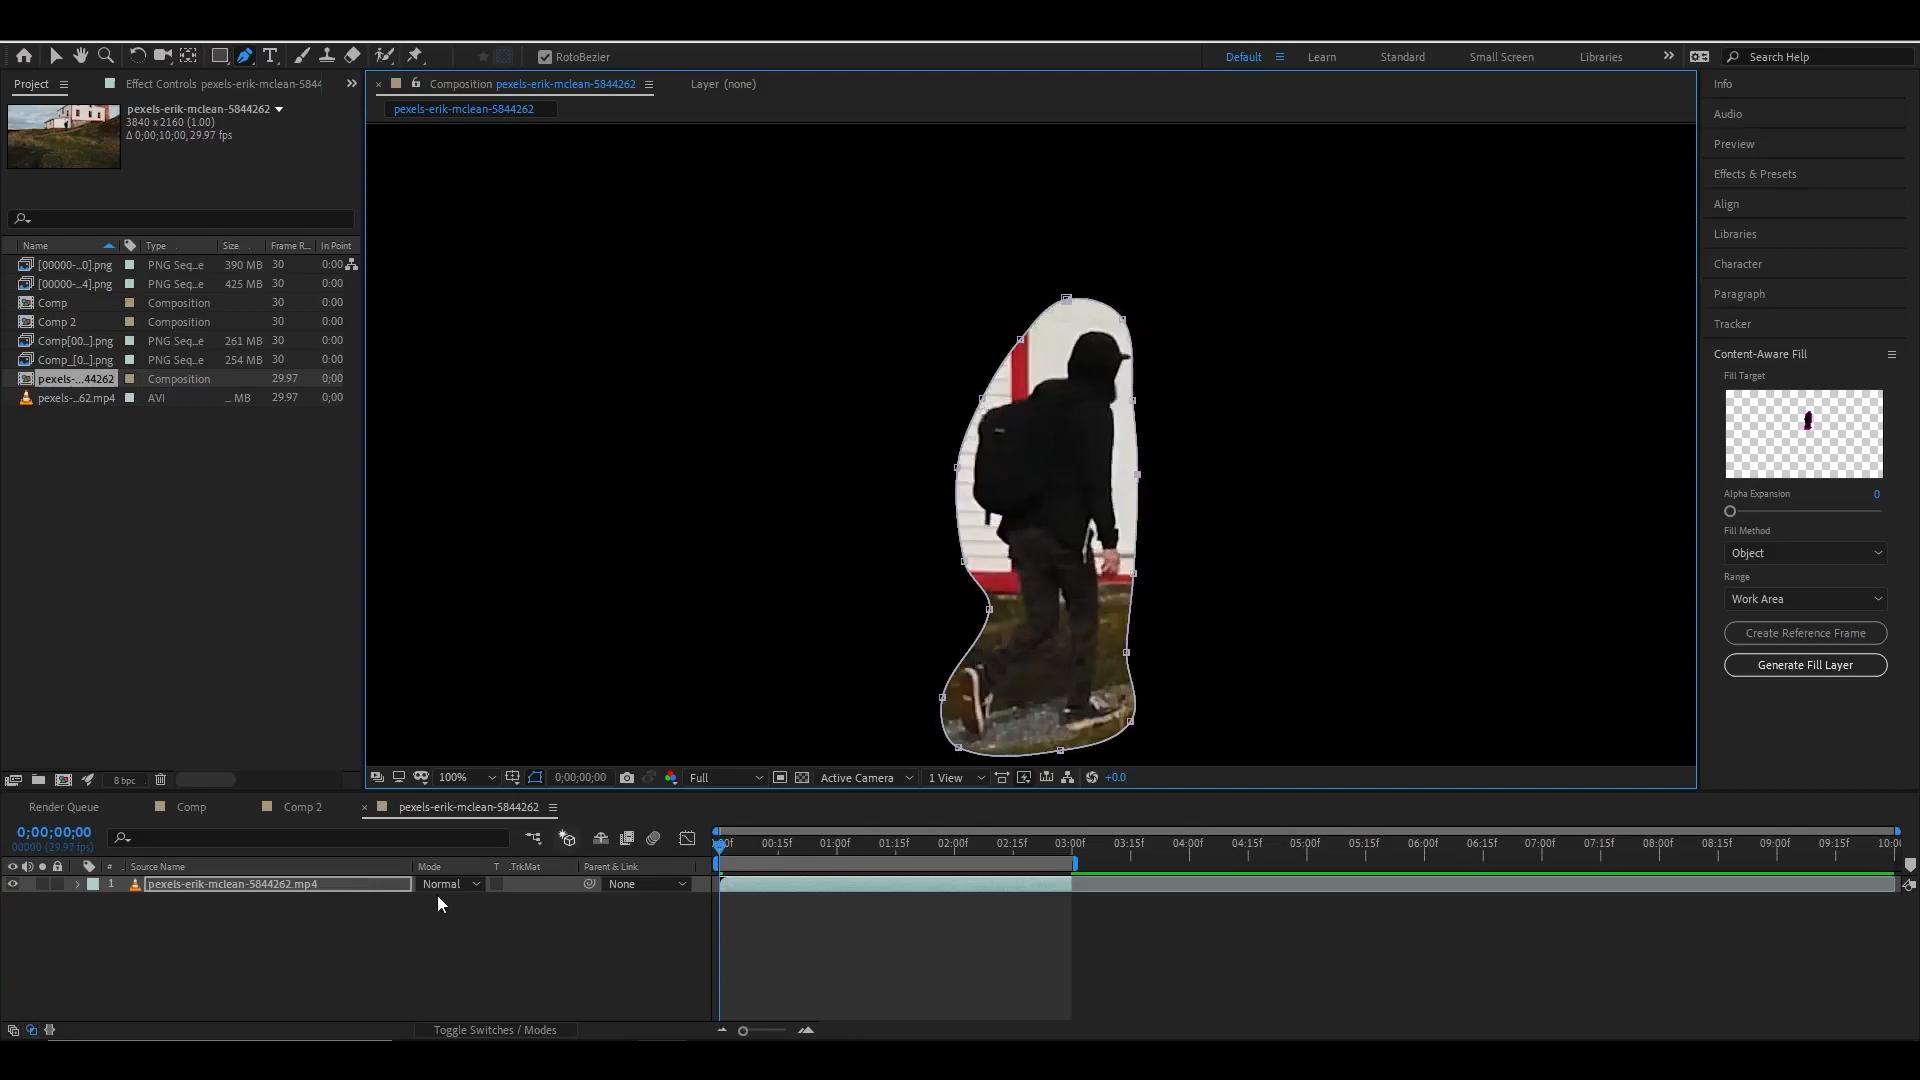 RotoBezier
Default
Learn
Standard
Small Screen
Libraries
Search Help
Project
Effect Controls pexels-erik-mclean-5844
Composition pexels-erik-mclean-5844262
Layer (none)
pexels-erik-mclean-5844262
pexels-erik-mclean-5844262
3840 x 2160 (1.00)
Δ 0;00;10;00, 29.97 fps
Name
Type
Size
Frame R...
In Point
[00000-...0].png PNG Seq...e 390 MB 30 0:00
[00000-...4].png PNG Seq...e 425 MB 30 0:00
Comp Composition 30 0:00
Comp 2 Composition 30 0:00
Comp[00...].png PNG Seq...e 261 MB 30 0:00
Comp_[0...].png PNG Seq...e 254 MB 30 0:00
pexels-...44262 Composition 29.97 0;00
pexels-...62.mp4 AVI ... MB 29.97 0;00
Info
Audio
Preview
Effects & Presets
Align
Libraries
Character
Paragraph
Tracker
Content-Aware Fill
Fill Target
Alpha Expansion 0
Fill Method
Object
Range
Work Area
Create Reference Frame
Generate Fill Layer
8 bpc
100%
0;00;00;00
Full
Active Camera
1 View
+0.0
Render Queue
Comp
Comp 2
pexels-erik-mclean-5844262
0;00;00;00
00000 (29.97 fps)
# Source Name Mode T .TrkMat Parent & Link
1 pexels-erik-mclean-5844262.mp4 Normal None
00f 00:15f 01:00f 01:15f 02:00f 02:15f 03:00f 03:15f 04:00f 04:15f 05:00f 05:15f 06:00f 06:15f 07:00f 07:15f 08:00f 08:15f 09:00f 09:15f 10:00
Toggle Switches / Modes